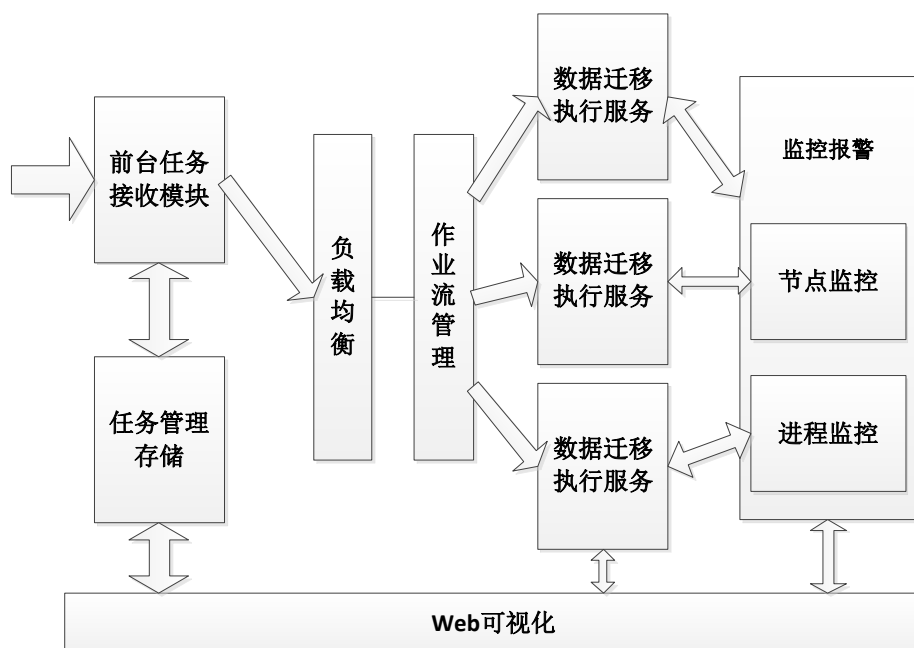 前台任务
接收模块
任务管理
存储
负
载
均
衡
作
业
流
管
理
数据迁移
执行服务
数据迁移
执行服务
数据迁移
执行服务
监控报警
节点监控
进程监控
Web可视化